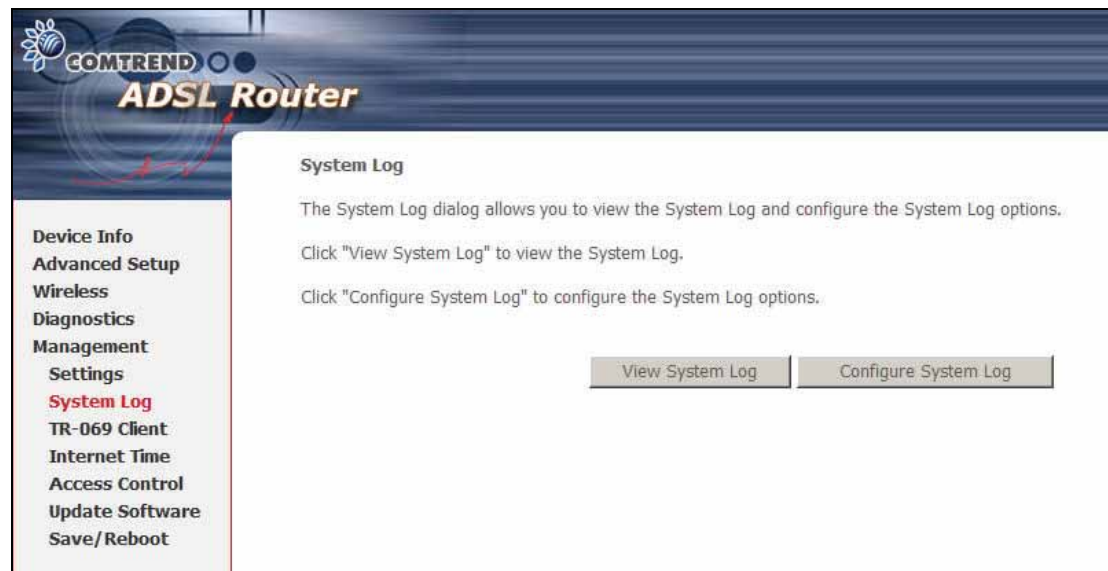 COMTREND
ADSL Router
Device Info
Advanced Setup
Wireless
Diagnostics
Management
Settings
System Log
TR-069 Client
Internet Time
Access Control
Update Software
Save/Reboot
System Log
The System Log dialog allows you to view the System Log and configure the System Log options.
Click "View System Log" to view the System Log.
Click "Configure System Log" to configure the System Log options.
View System Log
Configure System Log